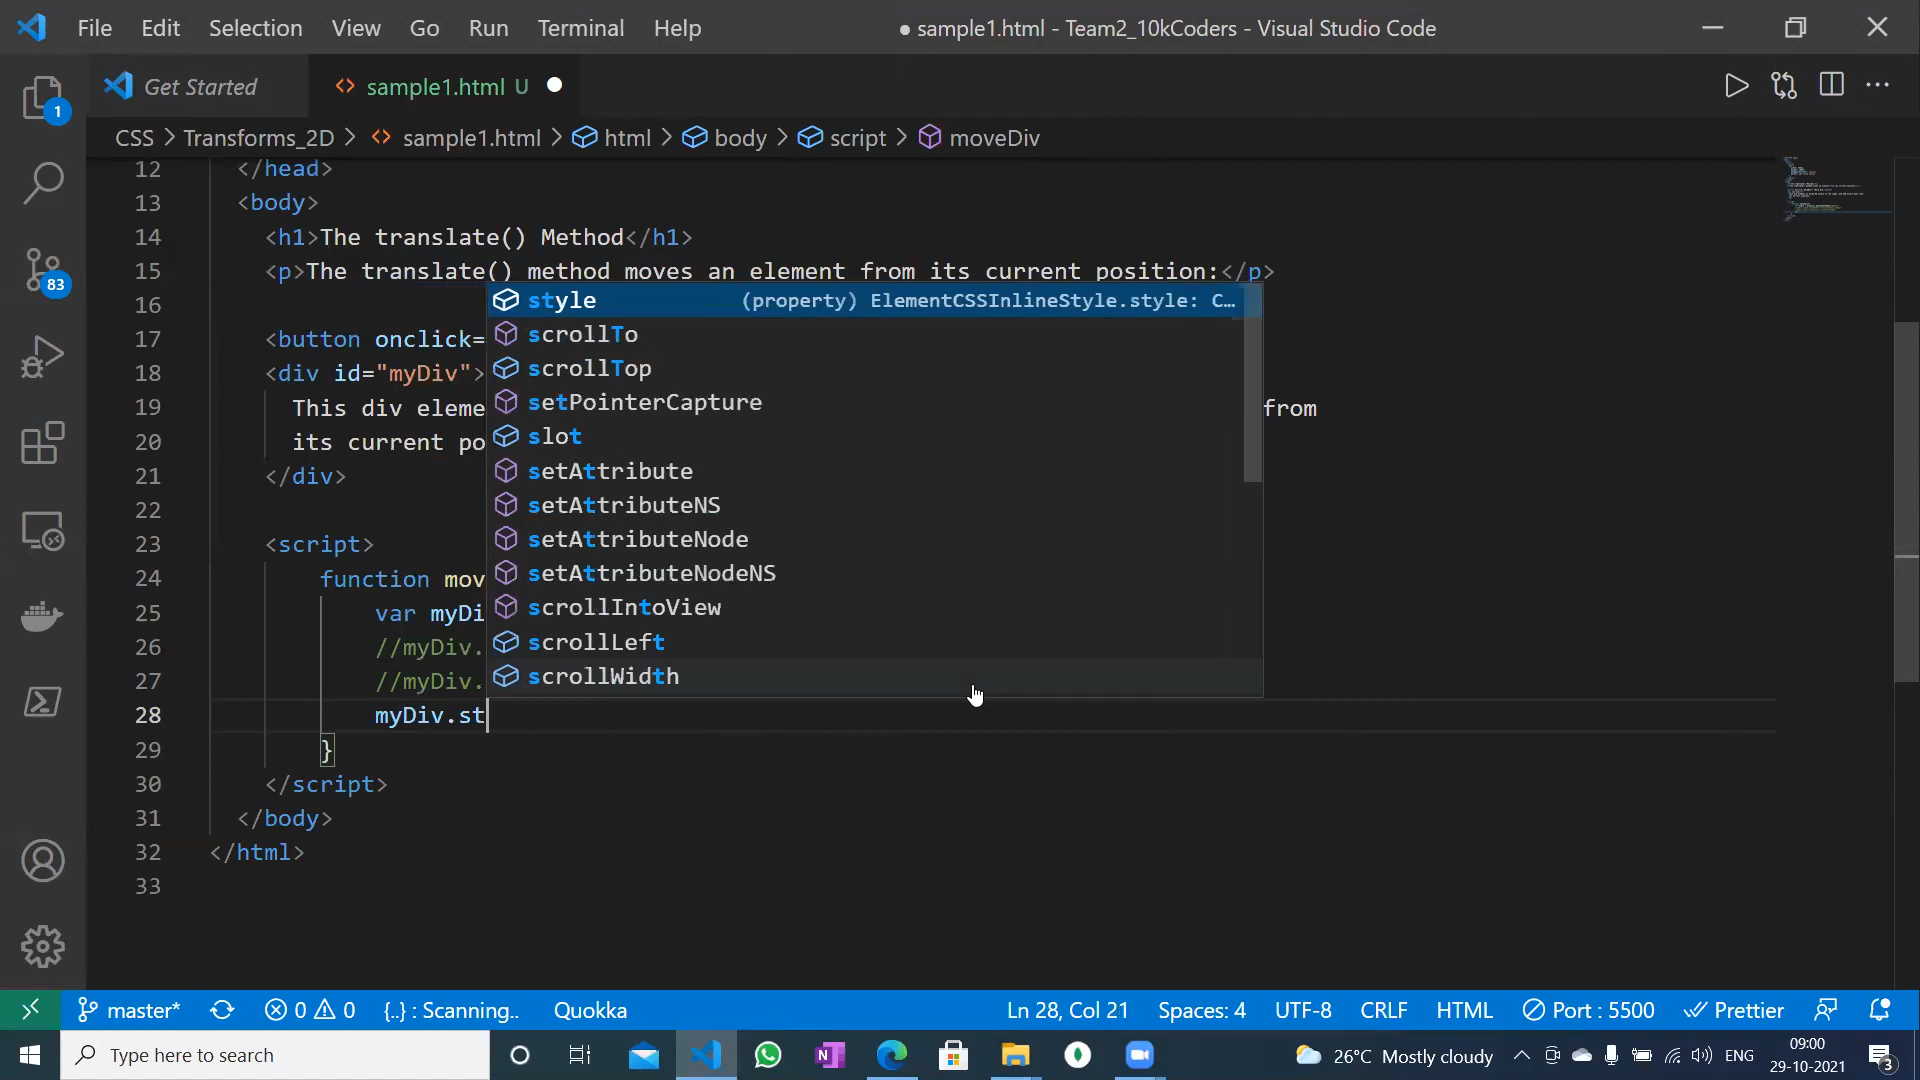 File Edit Selection View Go Run Terminal Help
● sample1.html - Team2_10kCoders - Visual Studio Code
Get Started
<> sample1.html U ●
CSS > Transforms_2D > <> sample1.html > html > body > script > moveDiv
12 </head>
13 <body>
14 <h1>The translate() Method</h1>
15 <p>The translate() method moves an element from its current position:</p>
16
17 <button onclick=
18 <div id="myDiv">
19 This div eleme
from
20 its current po
21 </div>
22
23 <script>
24 function mov
25 var myDi
26 //myDiv.
27 //myDiv.
28 myDiv.st
29 }
30 </script>
31 </body>
32 </html>
33
style (property) ElementCSSInlineStyle.style: C…
scrollTo
scrollTop
setPointerCapture
slot
setAttribute
setAttributeNS
setAttributeNode
setAttributeNodeNS
scrollIntoView
scrollLeft
scrollWidth
1
83
master* 0 0 {..} : Scanning.. Quokka
Ln 28, Col 21 Spaces: 4 UTF-8 CRLF HTML Port : 5500 Prettier
Type here to search
26°C Mostly cloudy
ENG
09:00
29-10-2021
3